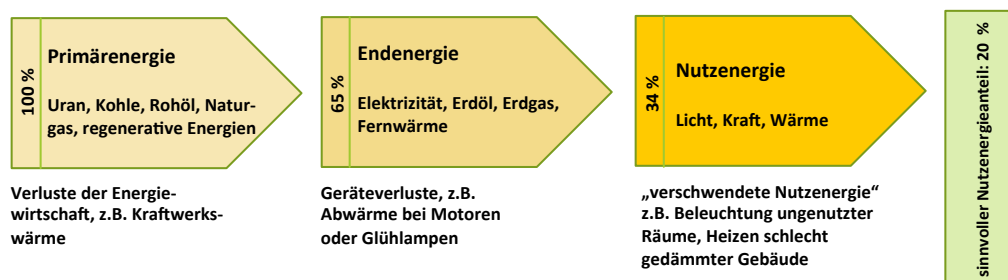 100 %
Primärenergie
Uran, Kohle, Rohöl, Natur-
gas, regenerative Energien
Verluste der Energie-
wirtschaft, z.B. Kraftwerks-
wärme
65 %
Endenergie
Elektrizität, Erdöl, Erdgas,
Fernwärme
Geräteverluste, z.B.
Abwärme bei Motoren
oder Glühlampen
34 %
Nutzenergie
Licht, Kraft, Wärme
„verschwendete Nutzenergie“
z.B. Beleuchtung ungenutzter
Räume, Heizen schlecht
gedämmter Gebäude
sinnvoller Nutzenergieanteil: 20 %